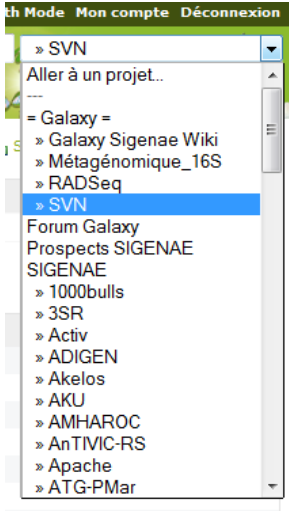 th Mode Mon compte Déconnexion
» SVN
Aller à un projet...
---
= Galaxy =
» Galaxy Sigenae Wiki
» Métagénomique_16S
» RADSeq
» SVN
Forum Galaxy
Prospects SIGENAE
SIGENAE
» 1000bulls
» 3SR
» Activ
» ADIGEN
» Akelos
» AKU
» AMHAROC
» AnTIVIC-RS
» Apache
» ATG-PMar